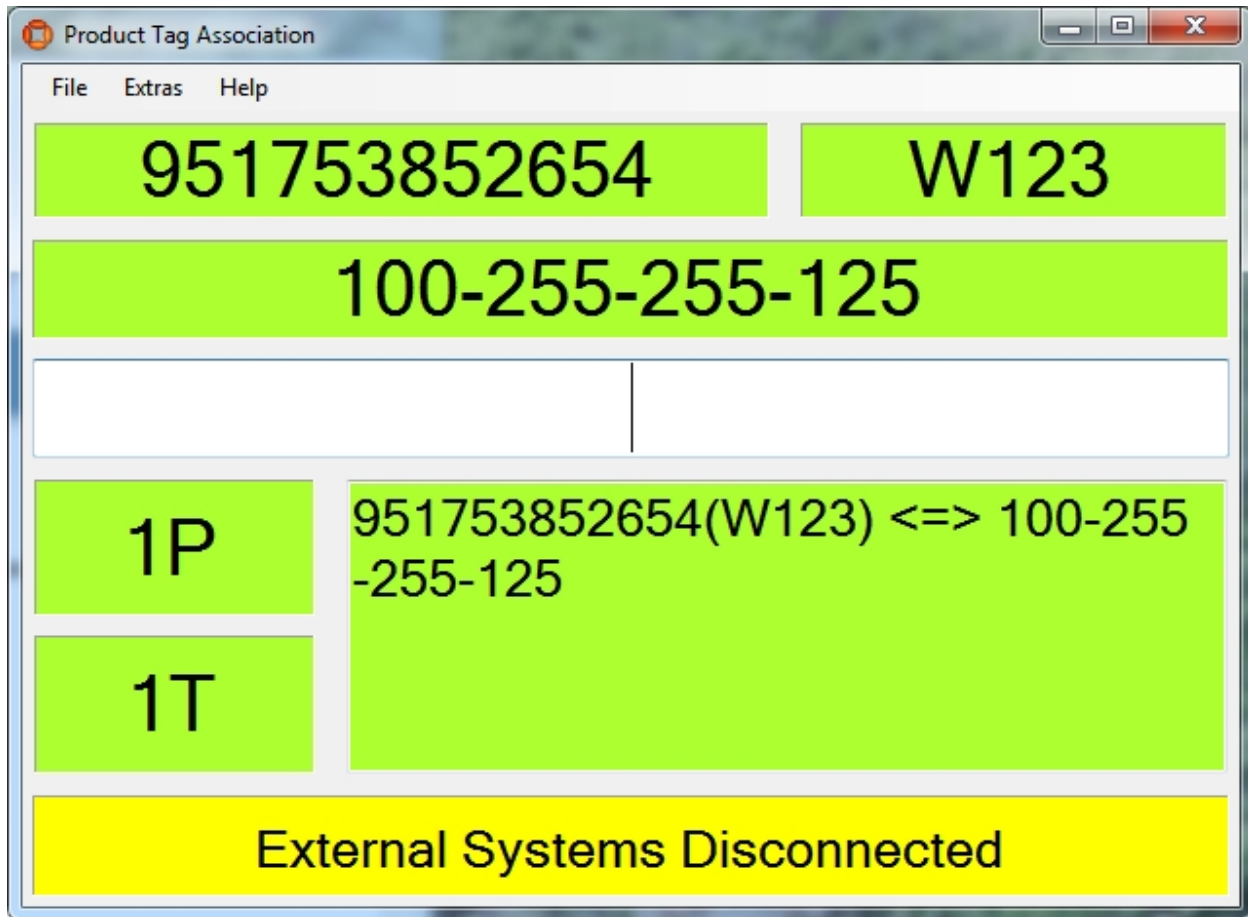 Product Tag Association
File Extras Help
951753852654 W123
100-255-255-125
1P
951753852654(W123) <=> 100-255
-255-125
1T
External Systems Disconnected